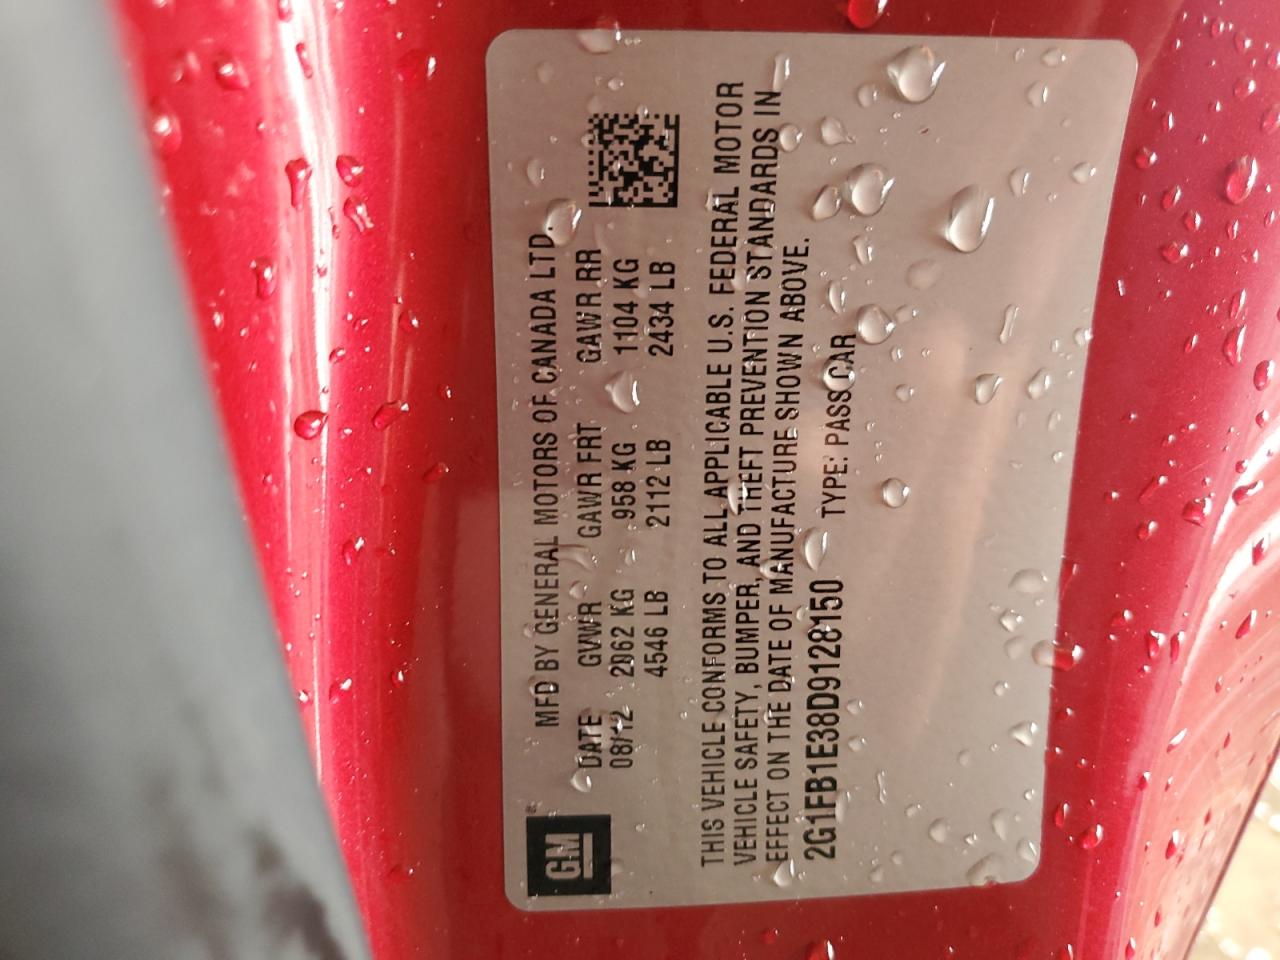 GM®
MFD BY GENERAL MOTORS OF CANADA LTD.
DATE GVWR GAWR FRT GAWR RR
08/12 2062 KG 958 KG 1104 KG
4546 LB 2112 LB 2434 LB
THIS VEHICLE CONFORMS TO ALL APPLICABLE U.S. FEDERAL MOTOR
VEHICLE SAFETY, BUMPER, AND THEFT PREVENTION STANDARDS IN
EFFECT ON THE DATE OF MANUFACTURE SHOWN ABOVE.
2G1FB1E38D9128150 TYPE: PASS CAR